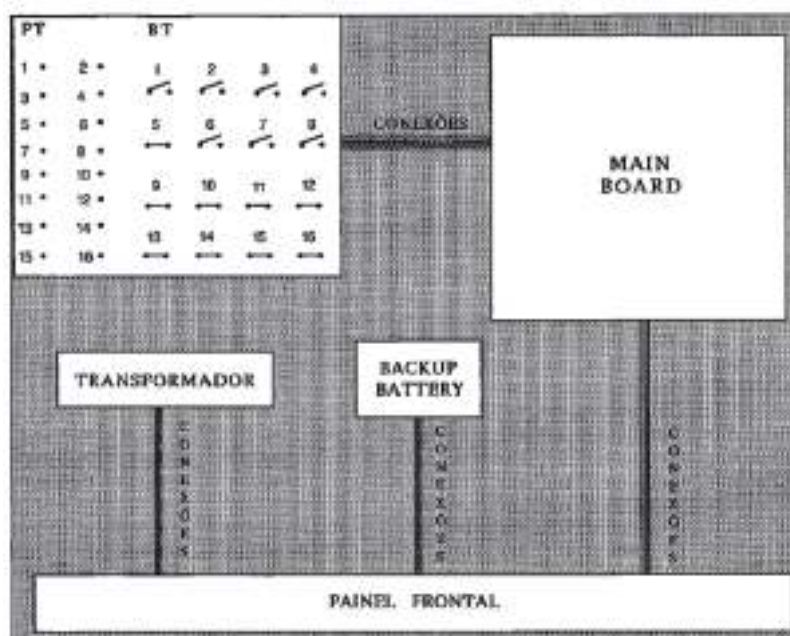 PT BT
1 2 1 2 3 4
3 4
5 6 5 6 7 8
7 8
9 10 9 10 11 12
11 12
13 14 13 14 15 16
15 16
CONEXÕES
MAIN
BOARD
TRANSFORMADOR
BACKUP
BATTERY
CONEXÕES
CONEXÕES
CONEXÕES
PAINEL FRONTAL